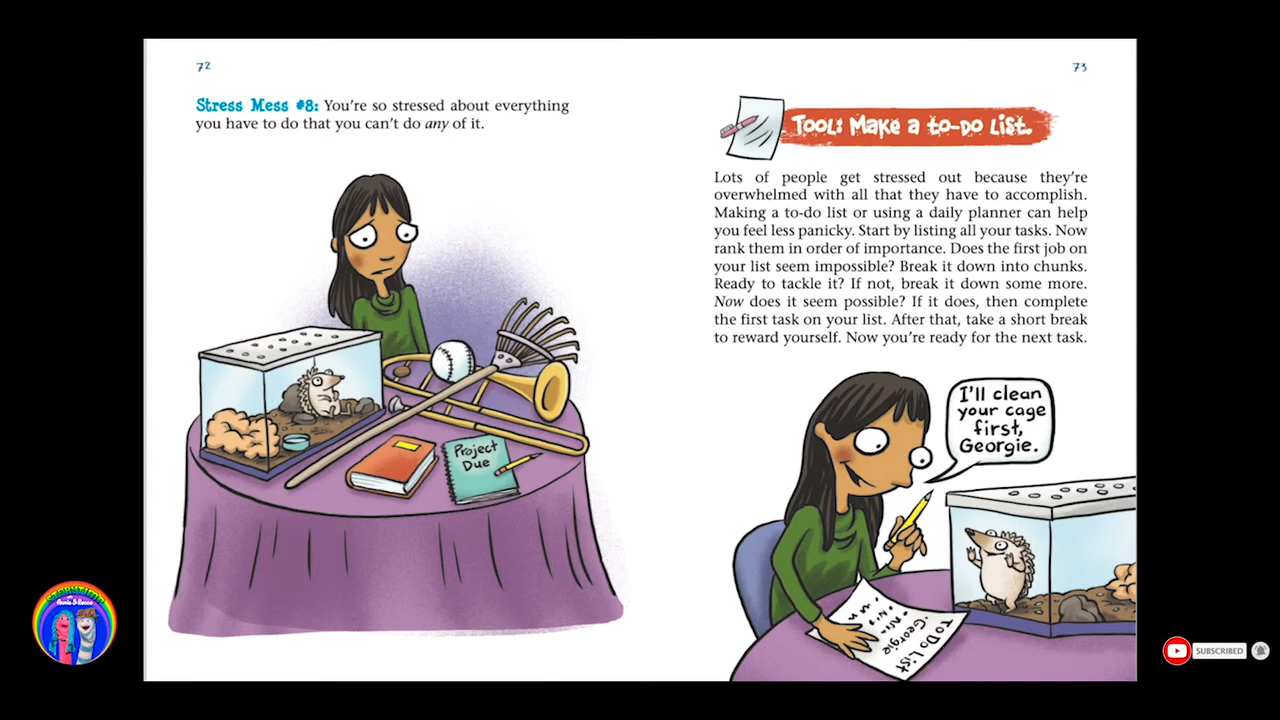 72
Stress Mess #8: You're so stressed about everything
you have to do that you can't do any of it.
Project
Due
73
Tool: Make a to-do list.
Lots of people get stressed out because they're
overwhelmed with all that they have to accomplish.
Making a to-do list or using a daily planner can help
you feel less panicky. Start by listing all your tasks. Now
rank them in order of importance. Does the first job on
your list seem impossible? Break it down into chunks.
Ready to tackle it? If not, break it down some more.
Now does it seem possible? If it does, then complete
the first task on your list. After that, take a short break
to reward yourself. Now you're ready for the next task.
I'll clean
your cage
first,
Georgie.
To Do List
Georgie
Annie & Rocco
SUBSCRIBED